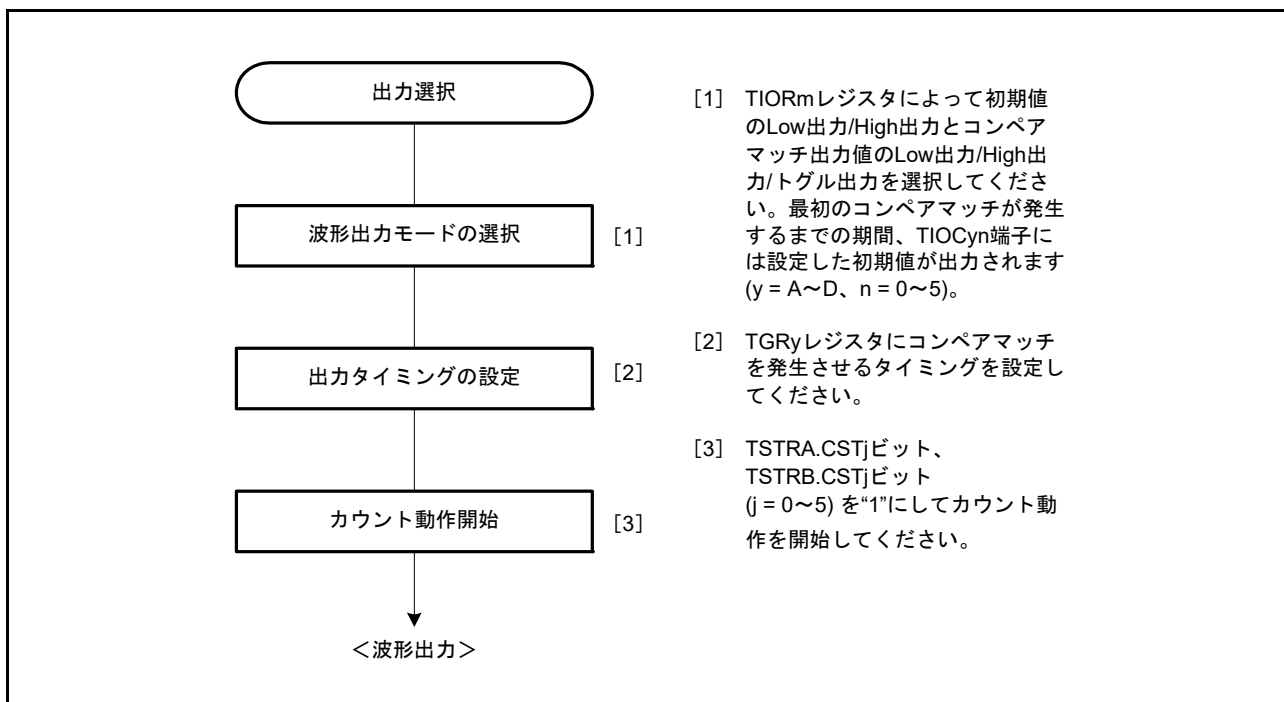 出力選択
波形出力モードの選択 [1]
出力タイミングの設定 [2]
カウント動作開始 [3]
<波形出力>
[1] TIORmレジスタによって初期値
のLow出力/High出力とコンペア
マッチ出力値のLow出力/High出
力/トグル出力を選択してくださ
い。最初のコンペアマッチが発生
するまでの期間、TIOCyn端子に
は設定した初期値が出力されます
(y = A~D、n = 0~5)。
[2] TGRyレジスタにコンペアマッチ
を発生させるタイミングを設定し
てください。
[3] TSTRA.CSTjビット、
TSTRB.CSTjビット
(j = 0~5) を“1”にしてカウント動
作を開始してください。